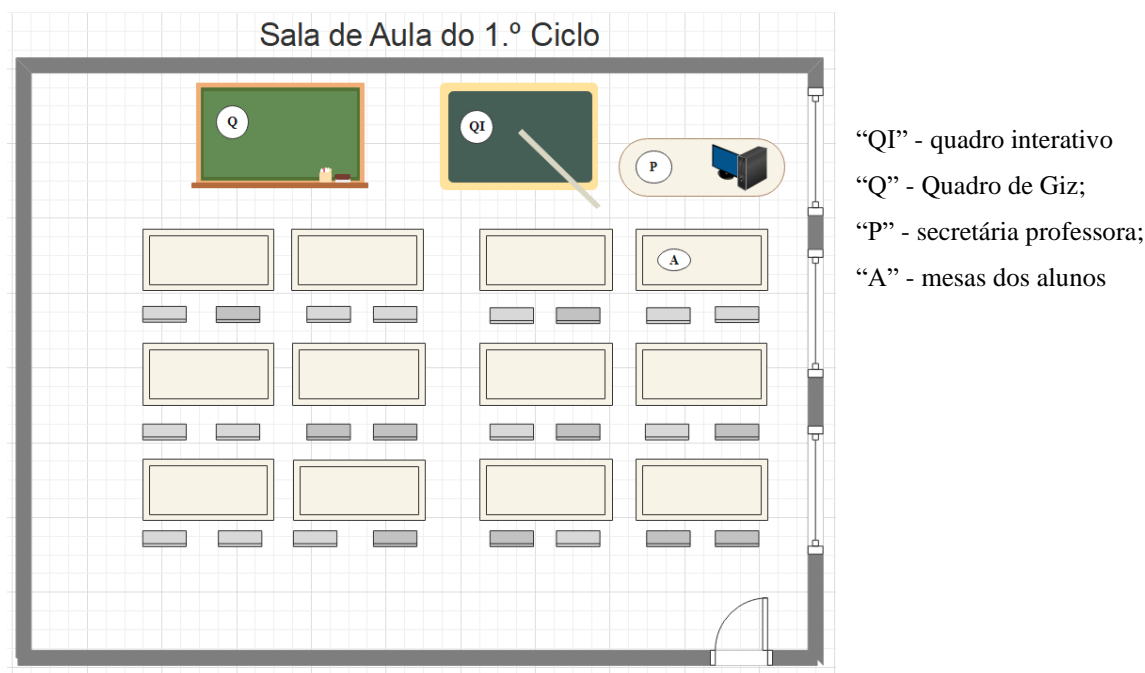 Sala de Aula do 1.º Ciclo
Q
QI
P
A
“QI” - quadro interativo
“Q” - Quadro de Giz;
“P” - secretária professora;
“A” - mesas dos alunos